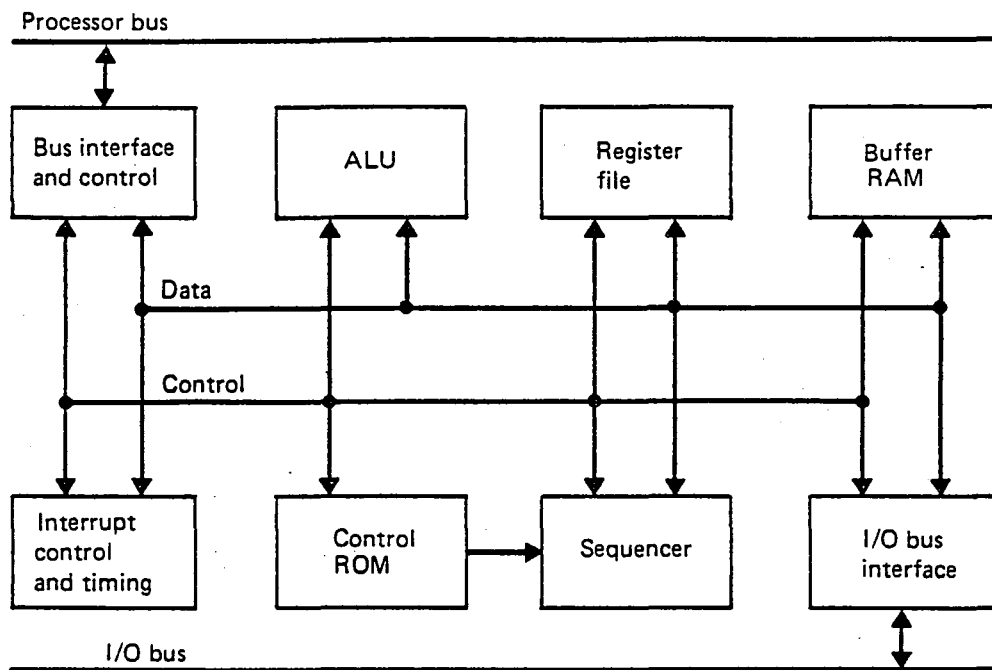 Processor bus
Bus interface
and control
ALU
Register
file
Buffer
RAM
Data
Control
Interrupt
control
and timing
Control
ROM
Sequencer
I/O bus
interface
I/O bus